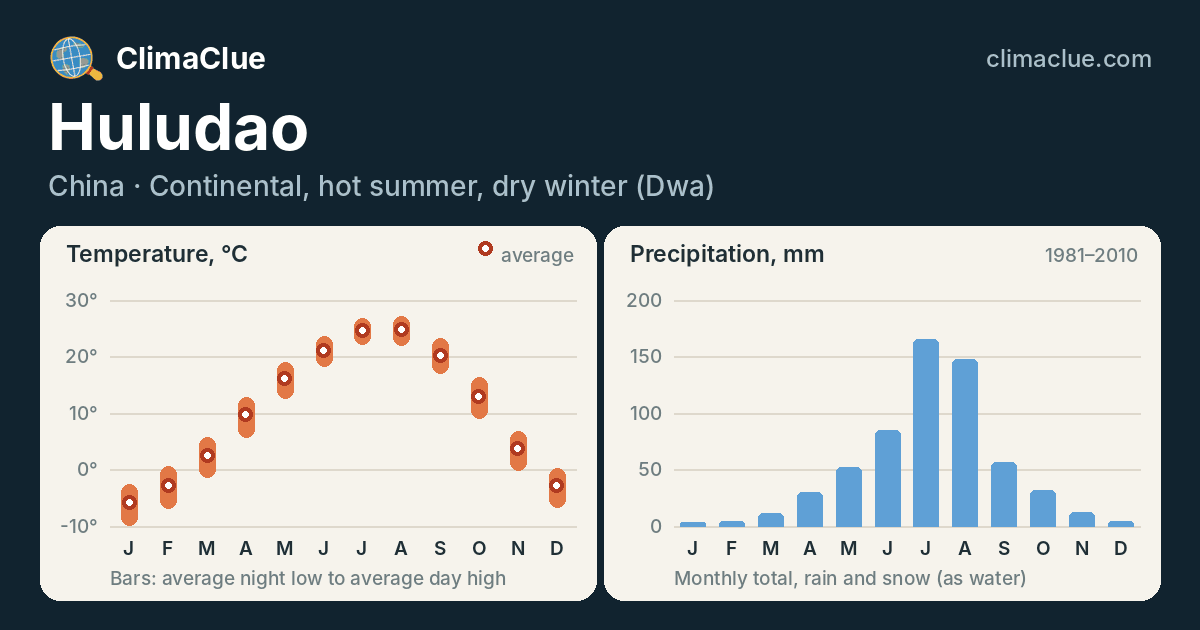 ClimaClue
climaclue.com
Huludao
China · Continental, hot summer, dry winter (Dwa)
Temperature, °C
average
30°
20°
10°
0°
-10°
J F M A M J J A S O N D
Bars: average night low to average day high
Precipitation, mm
1981–2010
200
150
100
50
0
J F M A M J J A S O N D
Monthly total, rain and snow (as water)